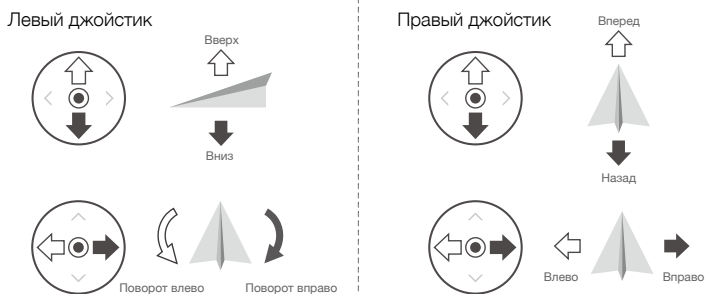 Левый джойстик
Вверх
Вниз
Поворот влево
Поворот вправо
Правый джойстик
Вперед
Назад
Влево
Вправо